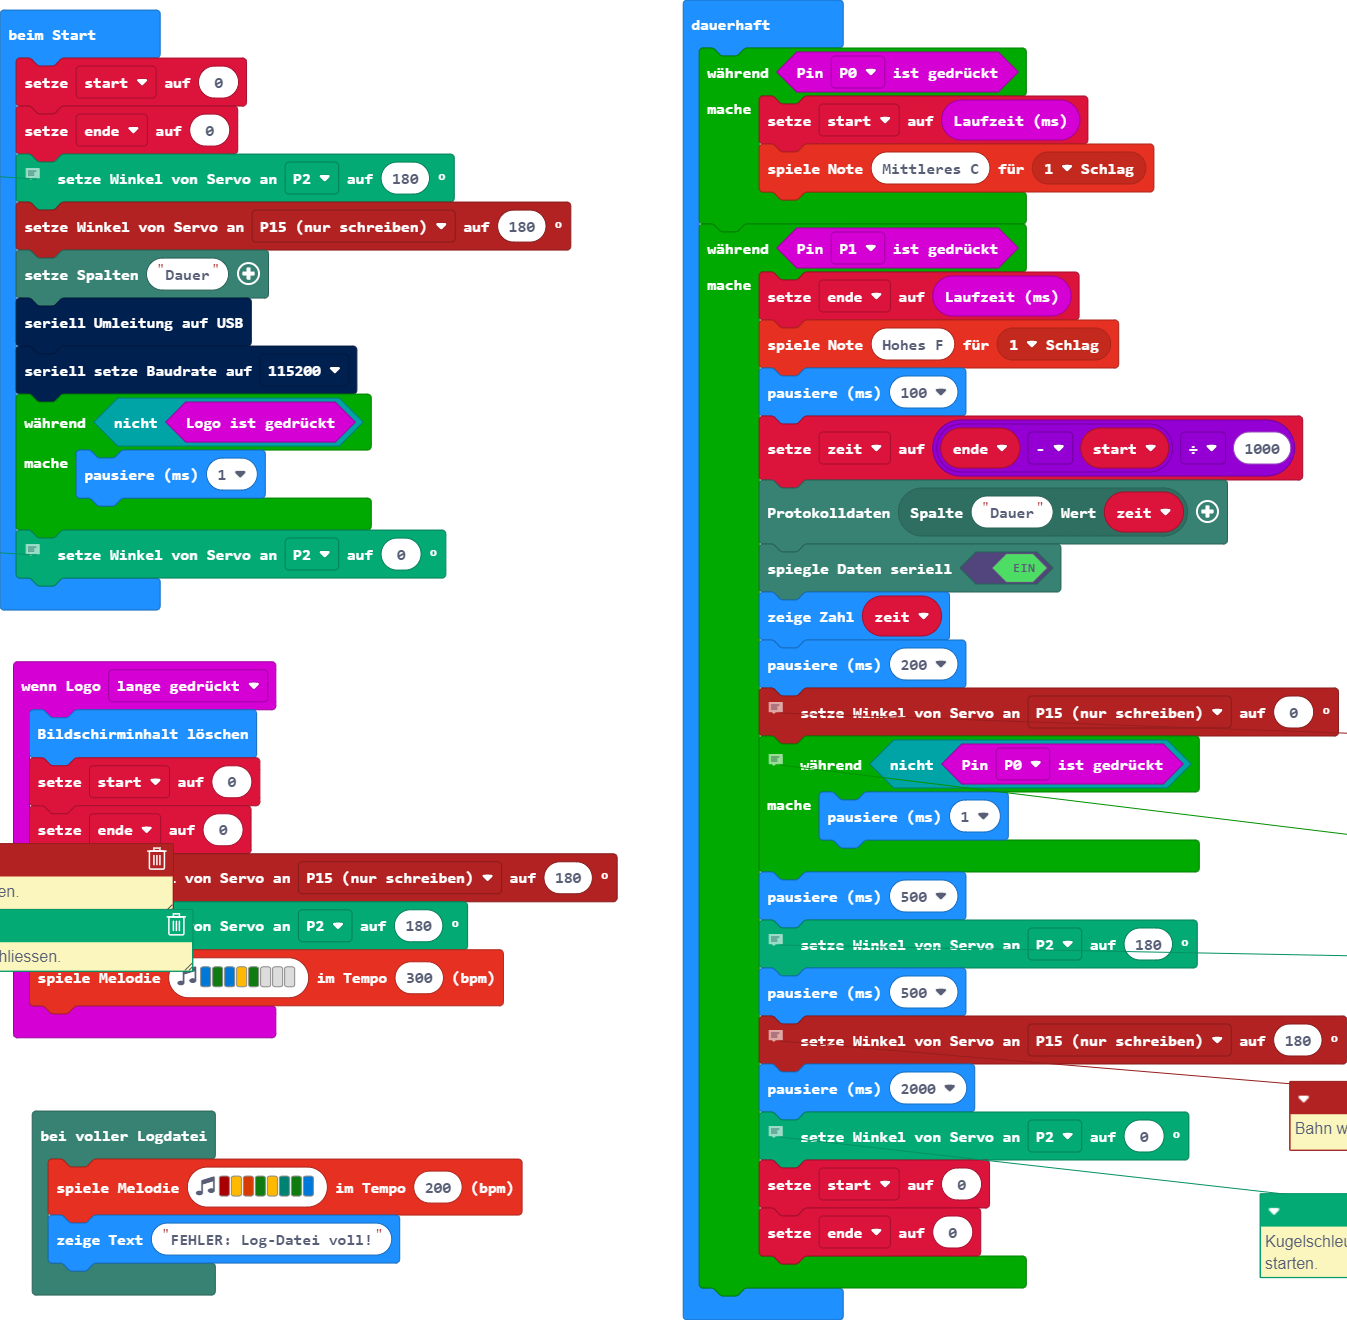 beim Start
setze start auf 0
setze ende auf 0
setze Winkel von Servo an P2 auf 180 °
setze Winkel von Servo an P15 (nur schreiben) auf 180 °
setze Spalten "Dauer"
seriell Umleitung auf USB
seriell setze Baudrate auf 115200
während nicht Logo ist gedrückt
mache pausiere (ms) 1
setze Winkel von Servo an P2 auf 0 °
wenn Logo lange gedrückt
Bildschirminhalt löschen
setze start auf 0
setze ende auf 0
von Servo an P15 (nur schreiben) auf 180 °
en.
on Servo an P2 auf 180 °
hliessen.
spiele Melodie im Tempo 300 (bpm)
bei voller Logdatei
spiele Melodie im Tempo 200 (bpm)
zeige Text "FEHLER: Log-Datei voll!"
dauerhaft
während Pin P0 ist gedrückt
mache setze start auf Laufzeit (ms)
spiele Note Mittleres C für 1 Schlag
während Pin P1 ist gedrückt
mache setze ende auf Laufzeit (ms)
spiele Note Hohes F für 1 Schlag
pausiere (ms) 100
setze zeit auf ende - start ÷ 1000
Protokolldaten Spalte "Dauer" Wert zeit
spiegle Daten seriell EIN
zeige Zahl zeit
pausiere (ms) 200
setze Winkel von Servo an P15 (nur schreiben) auf 0 °
während nicht Pin P0 ist gedrückt
mache pausiere (ms) 1
pausiere (ms) 500
setze Winkel von Servo an P2 auf 180 °
pausiere (ms) 500
setze Winkel von Servo an P15 (nur schreiben) auf 180 °
pausiere (ms) 2000
Bahn w
setze Winkel von Servo an P2 auf 0 °
setze start auf 0
setze ende auf 0
Kugelschleu
starten.